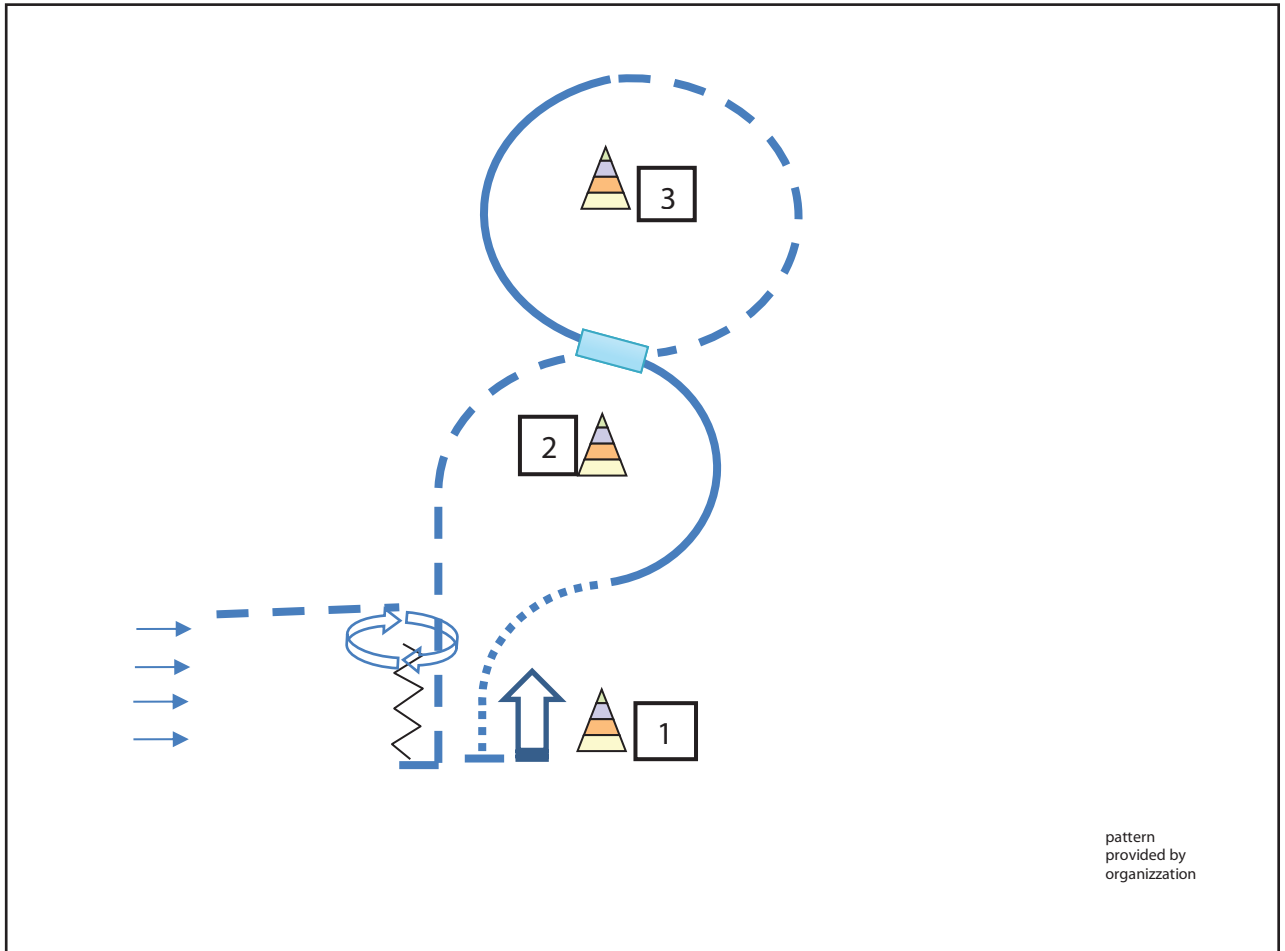 3
2
1
pattern
provided by
organizzation